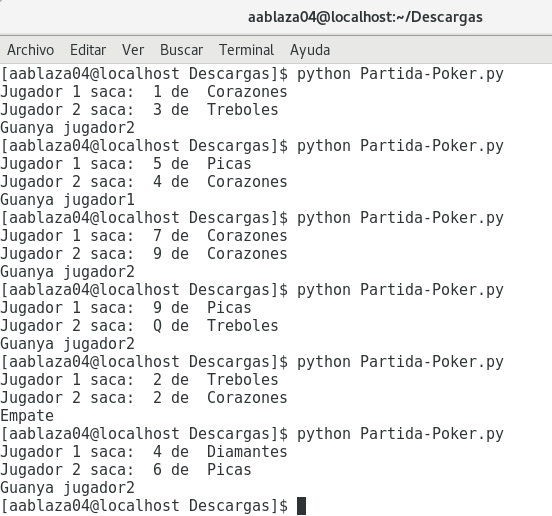 aablaza04@localhost:~/Descargas
Archivo Editar Ver Buscar Terminal Ayuda
[aablaza04@localhost Descargas]$ python Partida-Poker.py
Jugador 1 saca:  1 de  Corazones
Jugador 2 saca:  3 de  Treboles
Guanya jugador2
[aablaza04@localhost Descargas]$ python Partida-Poker.py
Jugador 1 saca:  5 de  Picas
Jugador 2 saca:  4 de  Corazones
Guanya jugador1
[aablaza04@localhost Descargas]$ python Partida-Poker.py
Jugador 1 saca:  7 de  Corazones
Jugador 2 saca:  9 de  Corazones
Guanya jugador2
[aablaza04@localhost Descargas]$ python Partida-Poker.py
Jugador 1 saca:  9 de  Picas
Jugador 2 saca:  Q de  Treboles
Guanya jugador2
[aablaza04@localhost Descargas]$ python Partida-Poker.py
Jugador 1 saca:  2 de  Treboles
Jugador 2 saca:  2 de  Corazones
Empate
[aablaza04@localhost Descargas]$ python Partida-Poker.py
Jugador 1 saca:  4 de  Diamantes
Jugador 2 saca:  6 de  Picas
Guanya jugador2
[aablaza04@localhost Descargas]$